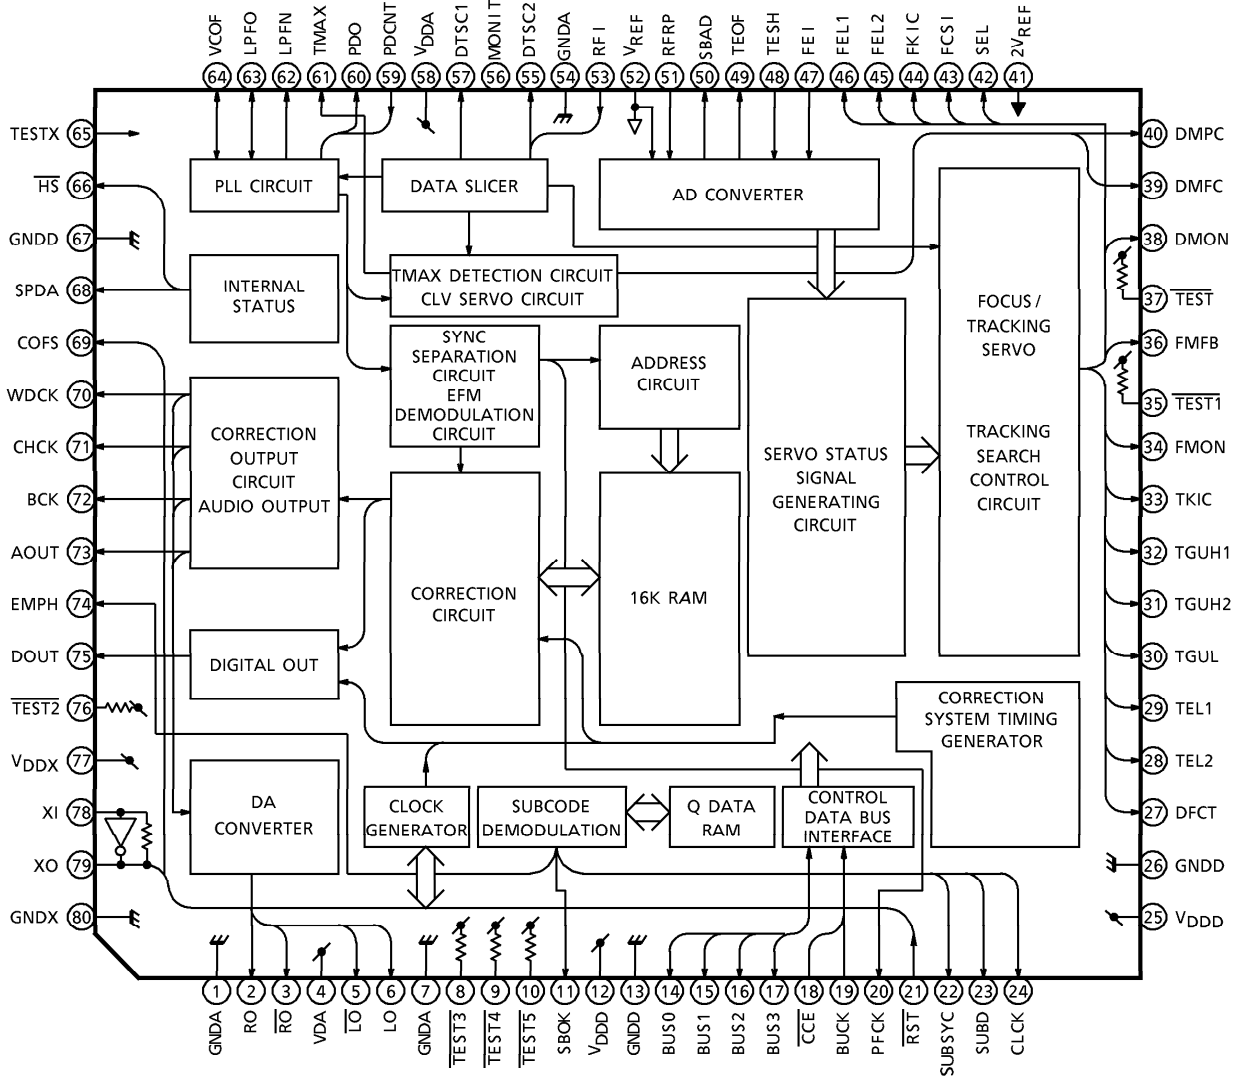 VCOF LPFO LPFN TMAX PDO PDCNT VDDA DTSC1 MONIT DTSC2 GNDA RFI VREF RFRP SBAD TEOF TESH FEI FEL1 FEL2 FKIC FCSI SEL 2VREF
64 63 62 61 60 59 58 57 56 55 54 53 52 51 50 49 48 47 46 45 44 43 42 41
TESTX 65
HS 66
GNDD 67
SPDA 68
COFS 69
WDCK 70
CHCK 71
BCK 72
AOUT 73
EMPH 74
DOUT 75
TEST2 76
VDDX 77
XI 78
XO 79
GNDX 80
PLL CIRCUIT
DATA SLICER
AD CONVERTER
INTERNAL
STATUS
TMAX DETECTION CIRCUIT
CLV SERVO CIRCUIT
SYNC
SEPARATION
CIRCUIT
EFM
DEMODULATION
CIRCUIT
ADDRESS
CIRCUIT
FOCUS/
TRACKING
SERVO
TRACKING
SEARCH
CONTROL
CIRCUIT
SERVO STATUS
SIGNAL
GENERATING
CIRCUIT
CORRECTION
OUTPUT
CIRCUIT
AUDIO OUTPUT
CORRECTION
CIRCUIT
16K RAM
DIGITAL OUT
CORRECTION
SYSTEM TIMING
GENERATOR
DA
CONVERTER
CLOCK
GENERATOR
SUBCODE
DEMODULATION
Q DATA
RAM
CONTROL
DATA BUS
INTERFACE
40 DMPC
39 DMFC
38 DMON
37 TEST
36 FMFB
35 TEST1
34 FMON
33 TKIC
32 TGUH1
31 TGUH2
30 TGUL
29 TEL1
28 TEL2
27 DFCT
26 GNDD
25 VDDD
1 2 3 4 5 6 7 8 9 10 11 12 13 14 15 16 17 18 19 20 21 22 23 24
GNDA RO RO VDA LO LO GNDA TEST3 TEST4 TEST5 SBOK VDDD GNDD BUS0 BUS1 BUS2 BUS3 CCE BUCK PFCK RST SUBSYC SUBD CLCK